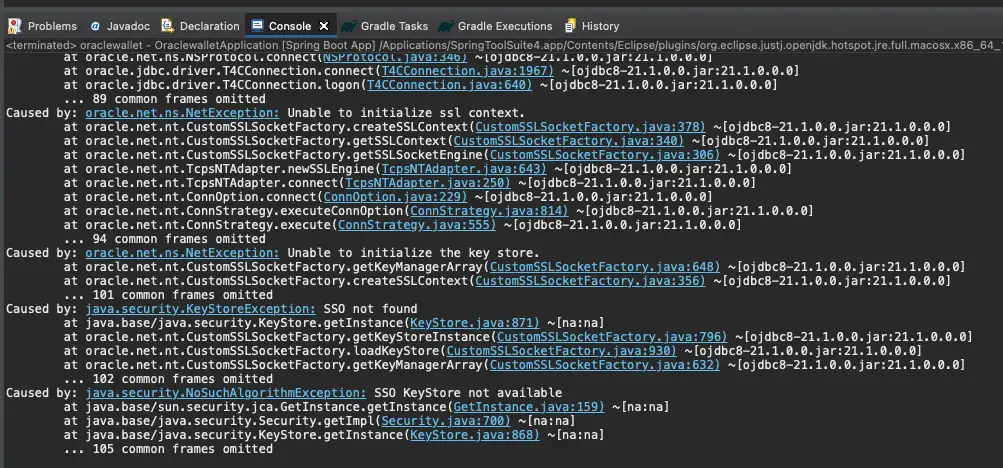 Problems @ Javadoc Declaration Console Gradle Tasks Gradle Executions History
<terminated> oraclewallet - OraclewalletApplication [Spring Boot App] /Applications/SpringToolSuite4.app/Contents/Eclipse/plugins/org.eclipse.justj.openjdk.hotspot.jre.full.macosx.x86_64_
at oracle.net.ns.NSProtocol.connect(NSProtocol.java:346) ~[ojdbc8-21.1.0.0.jar:21.1.0.0.0]
at oracle.jdbc.driver.T4CConnection.connect(T4CConnection.java:1967) ~[ojdbc8-21.1.0.0.jar:21.1.0.0.0]
at oracle.jdbc.driver.T4CConnection.logon(T4CConnection.java:640) ~[ojdbc8-21.1.0.0.jar:21.1.0.0.0]
... 89 common frames omitted
Caused by: oracle.net.ns.NetException: Unable to initialize ssl context.
at oracle.net.nt.CustomSSLSocketFactory.createSSLContext(CustomSSLSocketFactory.java:378) ~[ojdbc8-21.1.0.0.jar:21.1.0.0.0]
at oracle.net.nt.CustomSSLSocketFactory.getSSLContext(CustomSSLSocketFactory.java:340) ~[ojdbc8-21.1.0.0.jar:21.1.0.0.0]
at oracle.net.nt.CustomSSLSocketFactory.getSSLSocketEngine(CustomSSLSocketFactory.java:306) ~[ojdbc8-21.1.0.0.jar:21.1.0.0.0]
at oracle.net.nt.TcpsNTAdapter.newSSLEngine(TcpsNTAdapter.java:643) ~[ojdbc8-21.1.0.0.jar:21.1.0.0.0]
at oracle.net.nt.TcpsNTAdapter.connect(TcpsNTAdapter.java:250) ~[ojdbc8-21.1.0.0.jar:21.1.0.0.0]
at oracle.net.nt.ConnOption.connect(ConnOption.java:229) ~[ojdbc8-21.1.0.0.jar:21.1.0.0.0]
at oracle.net.nt.ConnStrategy.executeConnOption(ConnStrategy.java:814) ~[ojdbc8-21.1.0.0.jar:21.1.0.0.0]
at oracle.net.nt.ConnStrategy.execute(ConnStrategy.java:555) ~[ojdbc8-21.1.0.0.jar:21.1.0.0.0]
... 94 common frames omitted
Caused by: oracle.net.ns.NetException: Unable to initialize the key store.
at oracle.net.nt.CustomSSLSocketFactory.getKeyManagerArray(CustomSSLSocketFactory.java:648) ~[ojdbc8-21.1.0.0.jar:21.1.0.0.0]
at oracle.net.nt.CustomSSLSocketFactory.createSSLContext(CustomSSLSocketFactory.java:356) ~[ojdbc8-21.1.0.0.jar:21.1.0.0.0]
... 101 common frames omitted
Caused by: java.security.KeyStoreException: SSO not found
at java.base/java.security.KeyStore.getInstance(KeyStore.java:871) ~[na:na]
at oracle.net.nt.CustomSSLSocketFactory.getKeyStoreInstance(CustomSSLSocketFactory.java:796) ~[ojdbc8-21.1.0.0.jar:21.1.0.0.0]
at oracle.net.nt.CustomSSLSocketFactory.loadKeyStore(CustomSSLSocketFactory.java:930) ~[ojdbc8-21.1.0.0.jar:21.1.0.0.0]
at oracle.net.nt.CustomSSLSocketFactory.getKeyManagerArray(CustomSSLSocketFactory.java:632) ~[ojdbc8-21.1.0.0.jar:21.1.0.0.0]
... 102 common frames omitted
Caused by: java.security.NoSuchAlgorithmException: SSO KeyStore not available
at java.base/sun.security.jca.GetInstance.getInstance(GetInstance.java:159) ~[na:na]
at java.base/java.security.Security.getImpl(Security.java:700) ~[na:na]
at java.base/java.security.KeyStore.getInstance(KeyStore.java:868) ~[na:na]
... 105 common frames omitted